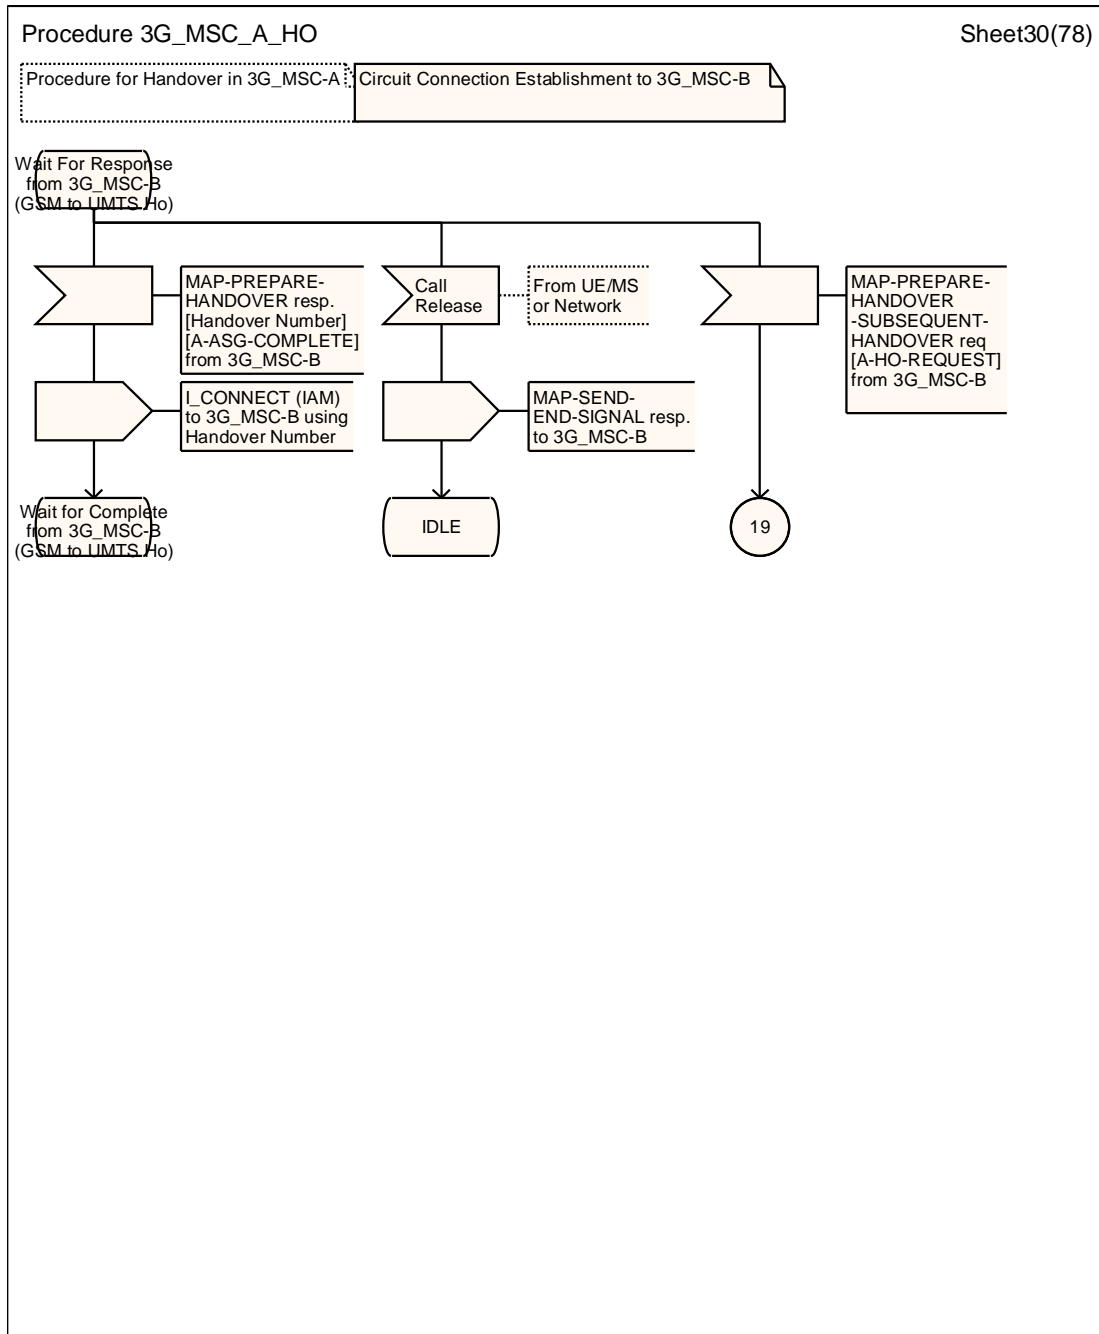 Procedure 3G_MSC_A_HO
Sheet30(78)
Procedure for Handover in 3G_MSC-A
Circuit Connection Establishment to 3G_MSC-B
Wait For Response
from 3G_MSC-B
(GSM to UMTS Ho)
MAP-PREPARE-
HANDOVER resp.
[Handover Number]
[A-ASG-COMPLETE]
from 3G_MSC-B
Call
Release
From UE/MS
or Network
MAP-PREPARE-
HANDOVER
-SUBSEQUENT-
HANDOVER req
[A-HO-REQUEST]
from 3G_MSC-B
I_CONNECT (IAM)
to 3G_MSC-B using
Handover Number
MAP-SEND-
END-SIGNAL resp.
to 3G_MSC-B
Wait for Complete
from 3G_MSC-B
(GSM to UMTS Ho)
IDLE
19